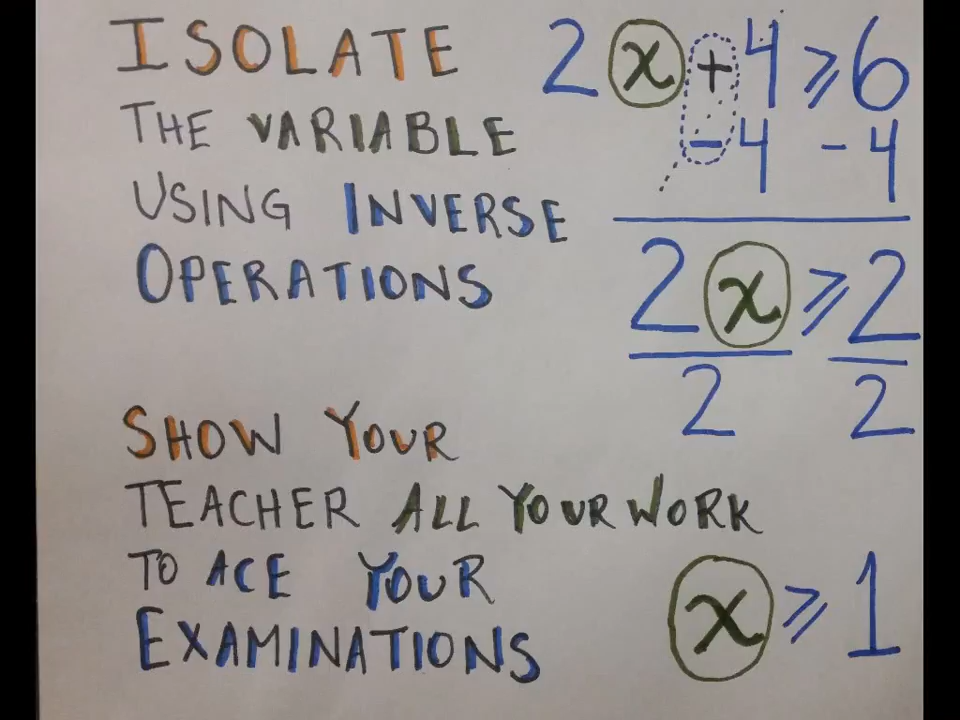 ISOLATE
THE VARIABLE
USING INVERSE
OPERATIONS
2x + 4 ⩾ 6
- 4 - 4
2x ⩾ 2
2 2
SHOW YOUR
TEACHER ALL YOUR WORK
TO ACE YOUR
EXAMINATIONS
x ⩾ 1